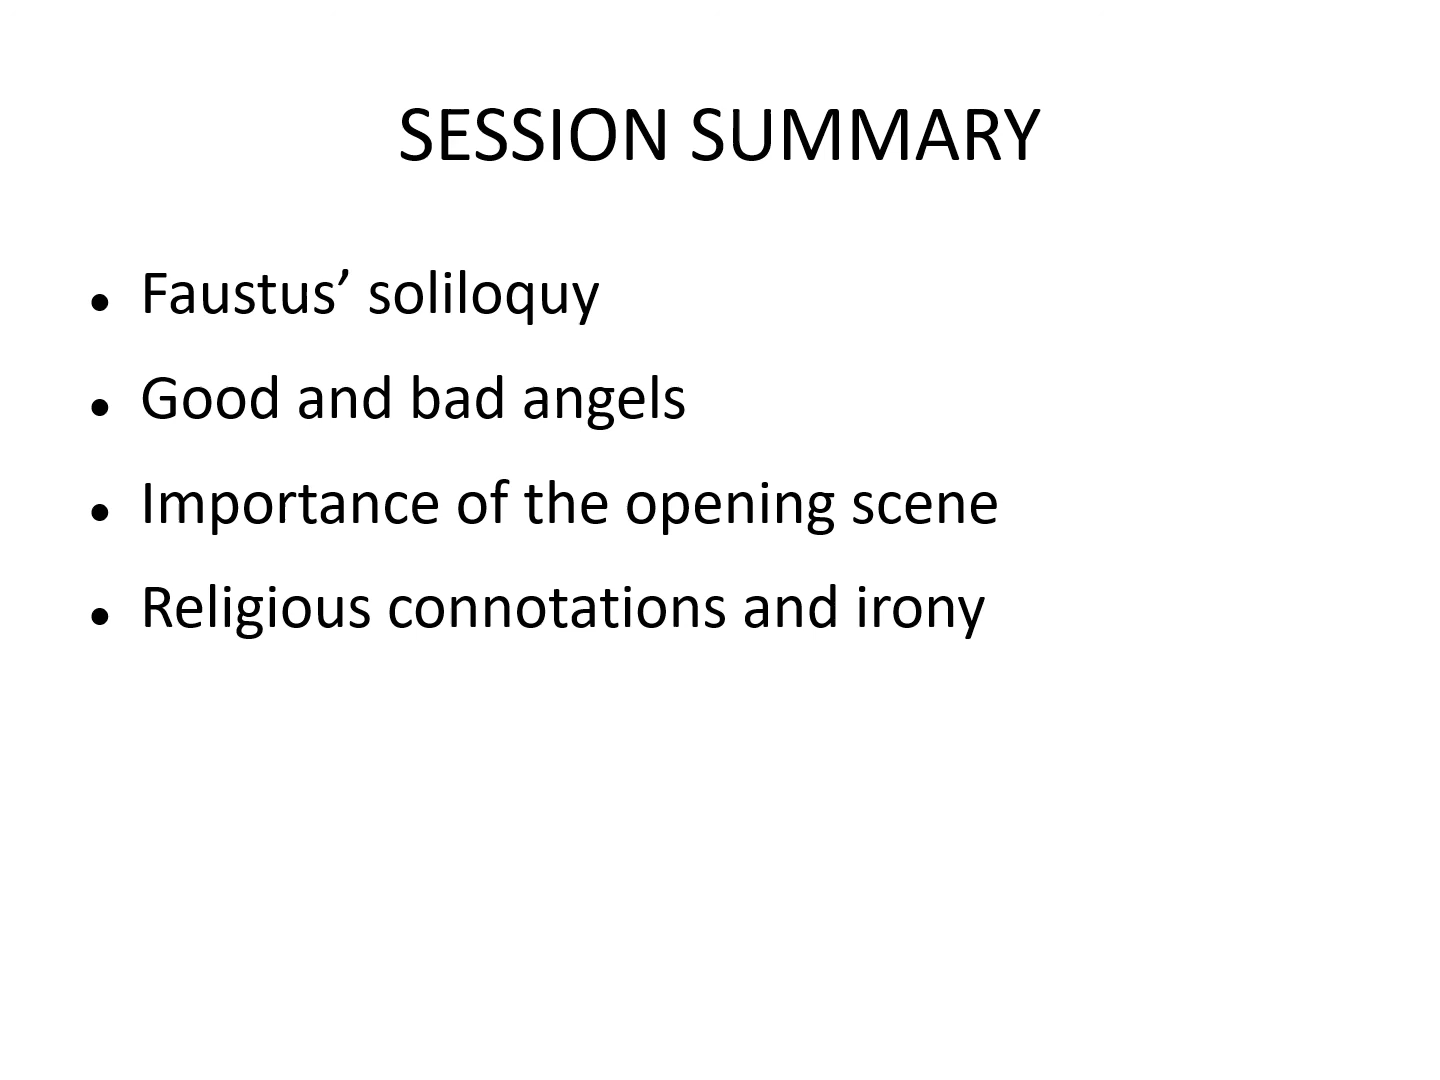 SESSION SUMMARY
● Faustus’ soliloquy
● Good and bad angels
● Importance of the opening scene
● Religious connotations and irony